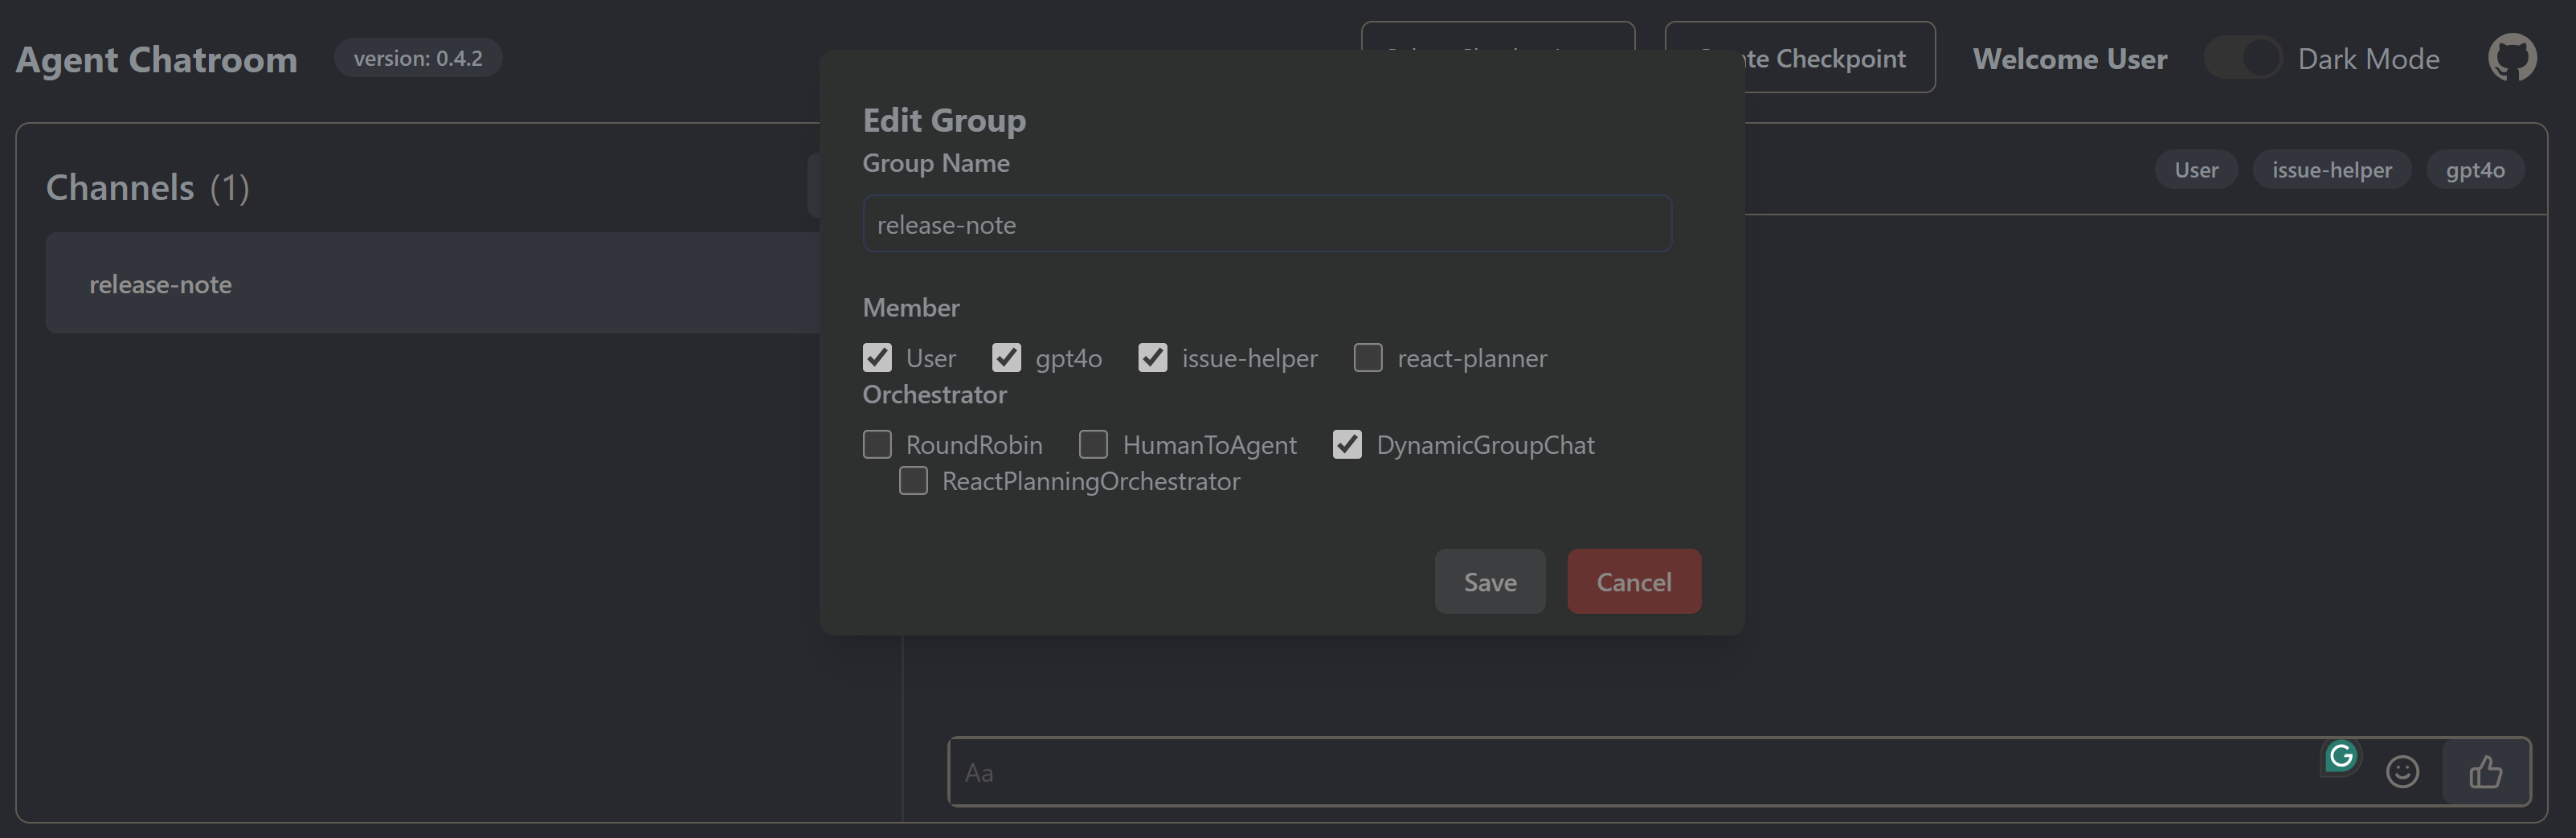 Agent Chatroom
version: 0.4.2
te Checkpoint
Welcome User
Dark Mode
Channels (1)
release-note
User
issue-helper
gpt4o
Edit Group
Group Name
release-note
Member
User gpt4o issue-helper react-planner
Orchestrator
RoundRobin HumanToAgent DynamicGroupChat
ReactPlanningOrchestrator
Save Cancel
Aa